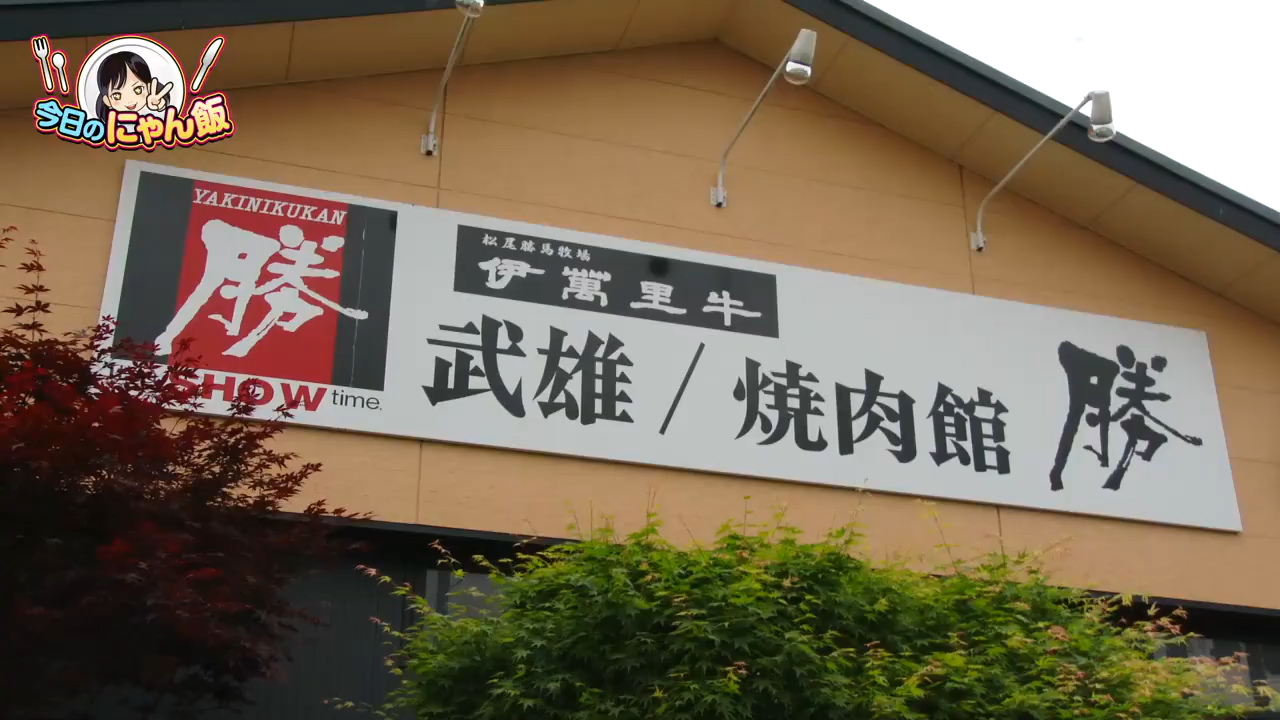 今日のにゃん飯
YAKINIKUKAN
勝
SHOW time.
松尾勝馬牧場
伊萬里牛
武雄/焼肉館 勝